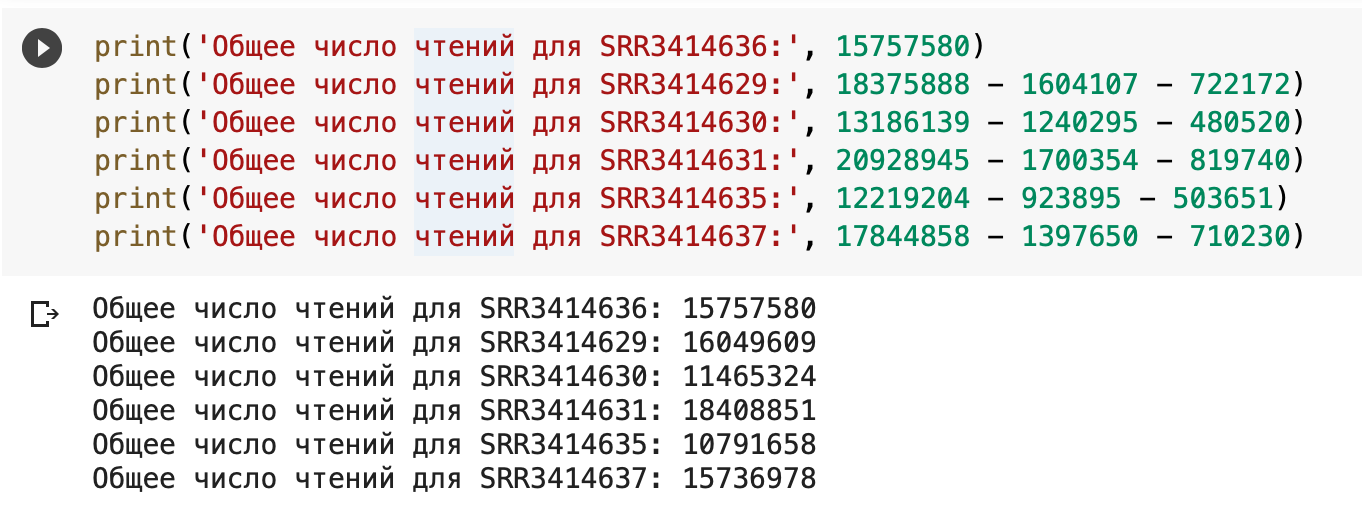 print('Общее число чтений для SRR3414636:', 15757580)
print('Общее число чтений для SRR3414629:', 18375888 - 1604107 - 722172)
print('Общее число чтений для SRR3414630:', 13186139 - 1240295 - 480520)
print('Общее число чтений для SRR3414631:', 20928945 - 1700354 - 819740)
print('Общее число чтений для SRR3414635:', 12219204 - 923895 - 503651)
print('Общее число чтений для SRR3414637:', 17844858 - 1397650 - 710230)
Общее число чтений для SRR3414636: 15757580
Общее число чтений для SRR3414629: 16049609
Общее число чтений для SRR3414630: 11465324
Общее число чтений для SRR3414631: 18408851
Общее число чтений для SRR3414635: 10791658
Общее число чтений для SRR3414637: 15736978